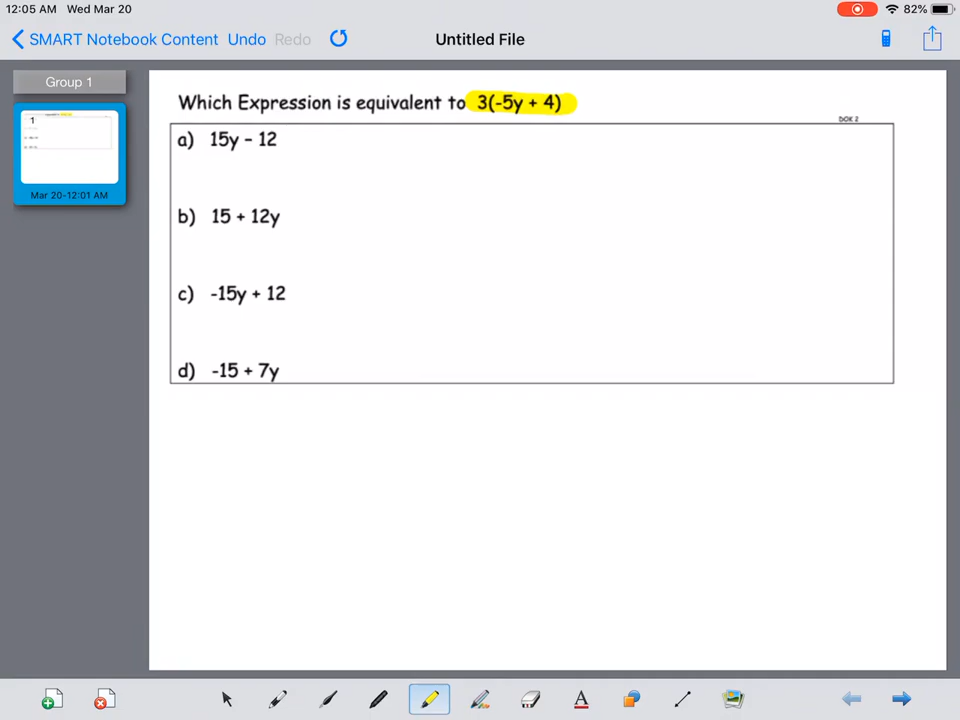 12:05 AM Wed Mar 20
82%
SMART Notebook Content Undo Redo
Untitled File
Group 1
1
Mar 20-12:01 AM
Which Expression is equivalent to 3(-5y + 4)
DOK 2
a) 15y – 12
b) 15 + 12y
c) -15y + 12
d) -15 + 7y
A